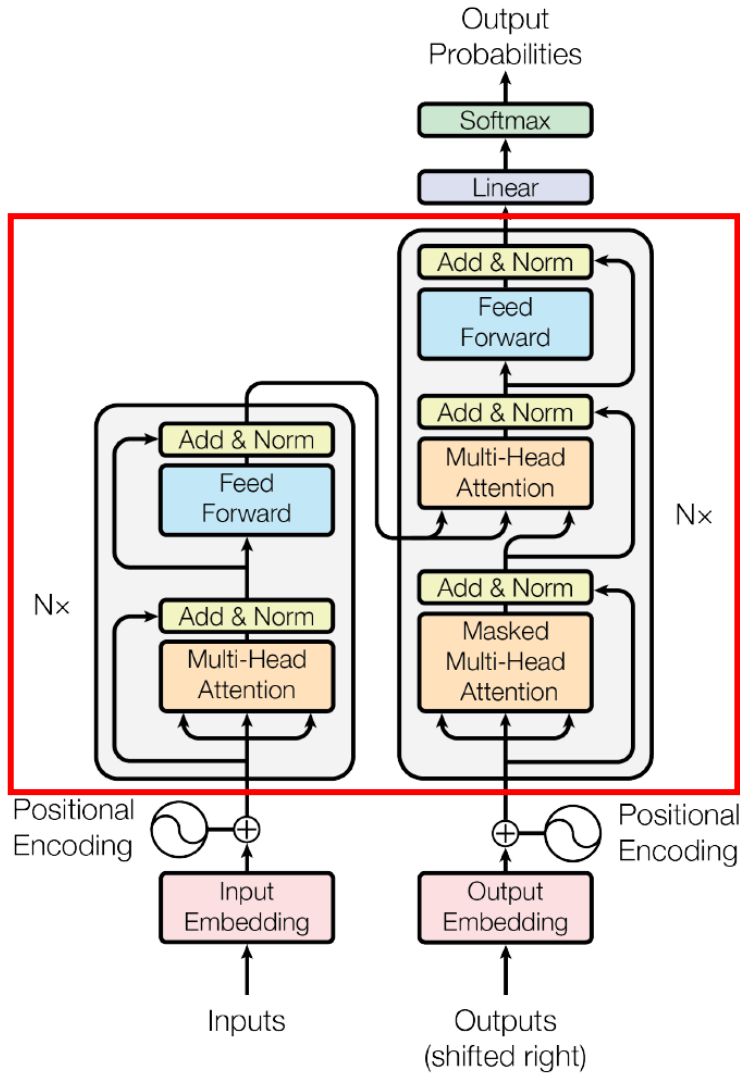 Output
Probabilities
Softmax
Linear
Add & Norm
Feed
Forward
Add & Norm
Multi-Head
Attention
Add & Norm
Masked
Multi-Head
Attention
N×
Add & Norm
Feed
Forward
Add & Norm
Multi-Head
Attention
N×
Positional
Encoding
Positional
Encoding
Input
Embedding
Output
Embedding
Inputs
Outputs
(shifted right)